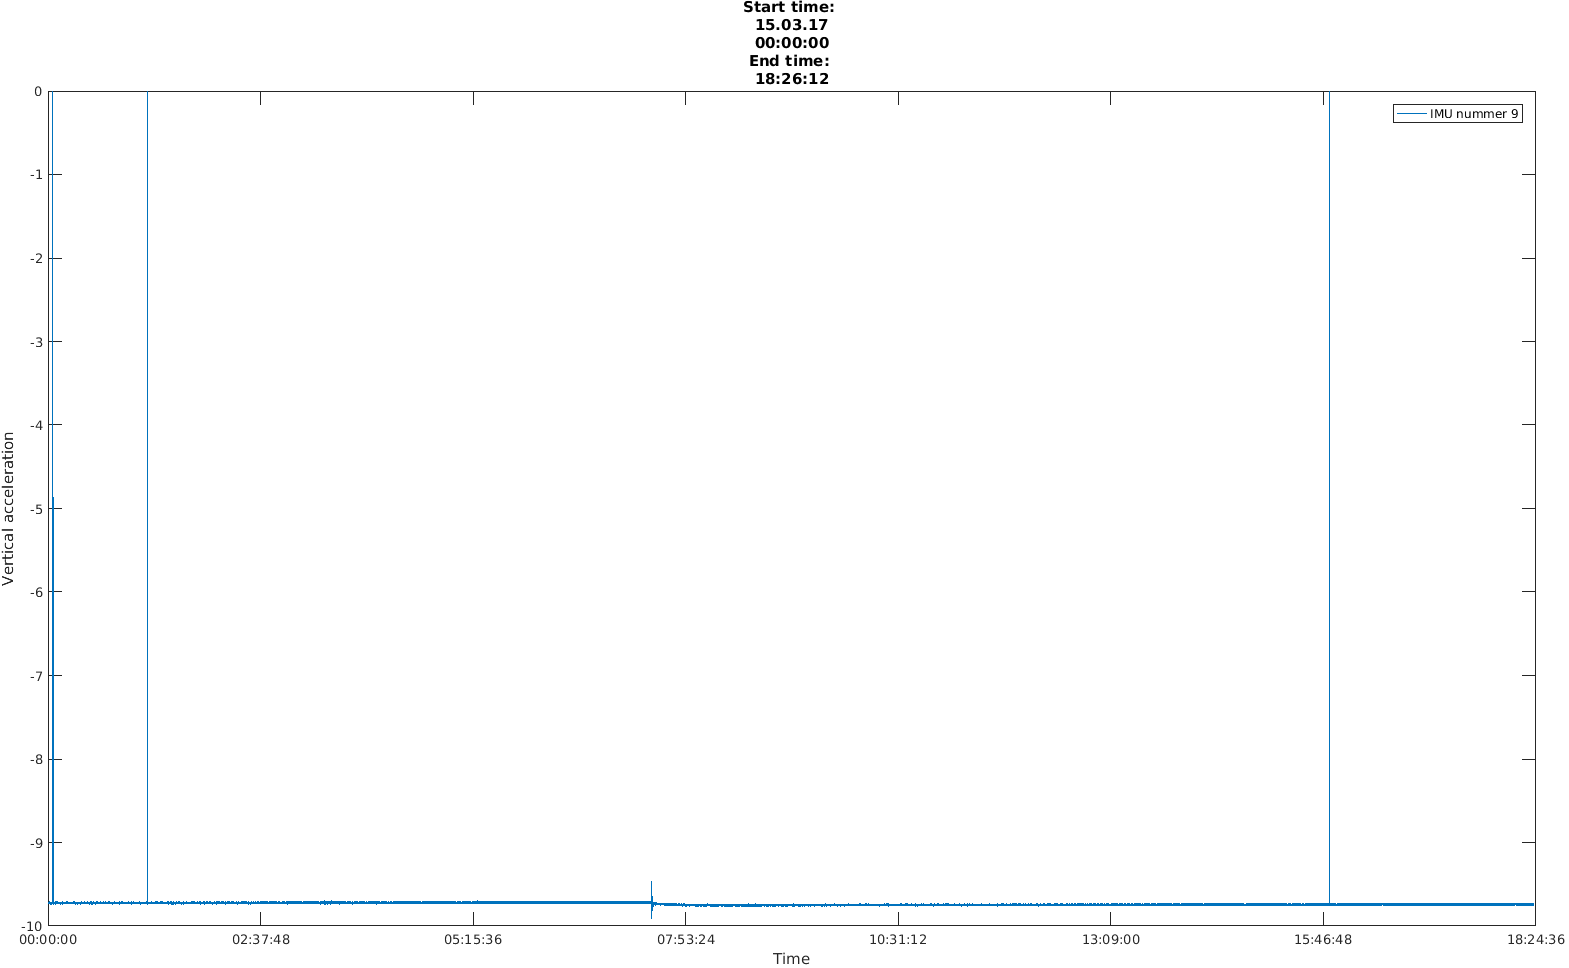 Start time:
15.03.17
00:00:00
End time:
18:26:12
IMU nummer 9
Vertical acceleration
0
-1
-2
-3
-4
-5
-6
-7
-8
-9
-10
00:00:00 02:37:48 05:15:36 07:53:24 10:31:12 13:09:00 15:46:48 18:24:36
Time